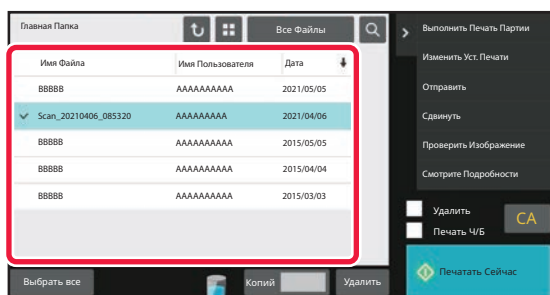 Главная Папка
Все Файлы
Имя Файла Имя Пользователя Дата
BBBBB AAAAAAAAAA 2021/05/05
Scan_20210406_085320 AAAAAAAAA 2021/04/06
BBBBB AAAAAAAAAA 2015/05/05
BBBBB AAAAAAAAAA 2015/04/04
BBBBB AAAAAAAAAA 2015/03/03
Выбрать все
Копий
Удалить
Выполнить Печать Партии
Изменить Уст. Печати
Отправить
Сдвинуть
Проверить Изображение
Смотрите Подробности
Удалить
Печать Ч/Б
CA
Печатать Сейчас